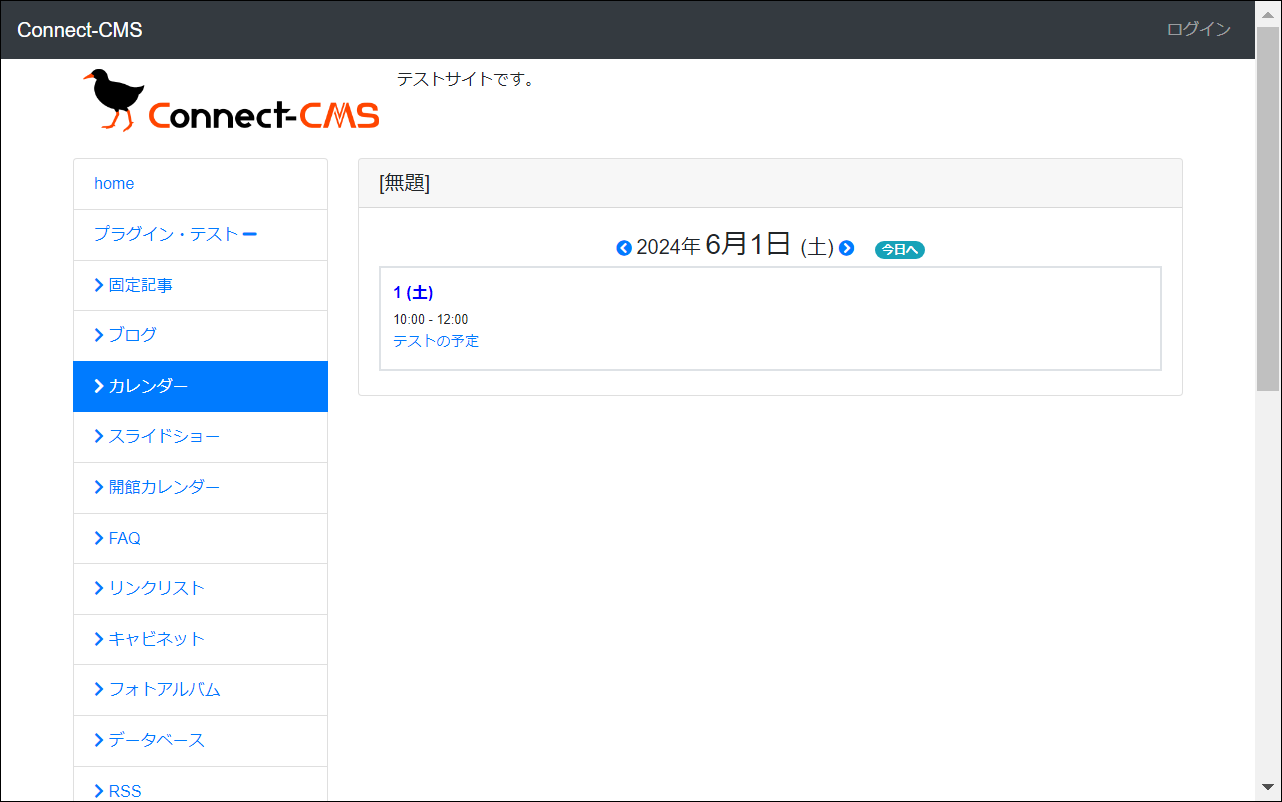 Connect-CMS
ログイン
Connect-CMS
テストサイトです。
home
プラグイン・テスト
固定記事
ブログ
カレンダー
スライドショー
開館カレンダー
FAQ
リンクリスト
キャビネット
フォトアルバム
データベース
RSS
[無題]
2024年 6月1日 (土) 今日へ
1 (土)
10:00 - 12:00
テストの予定